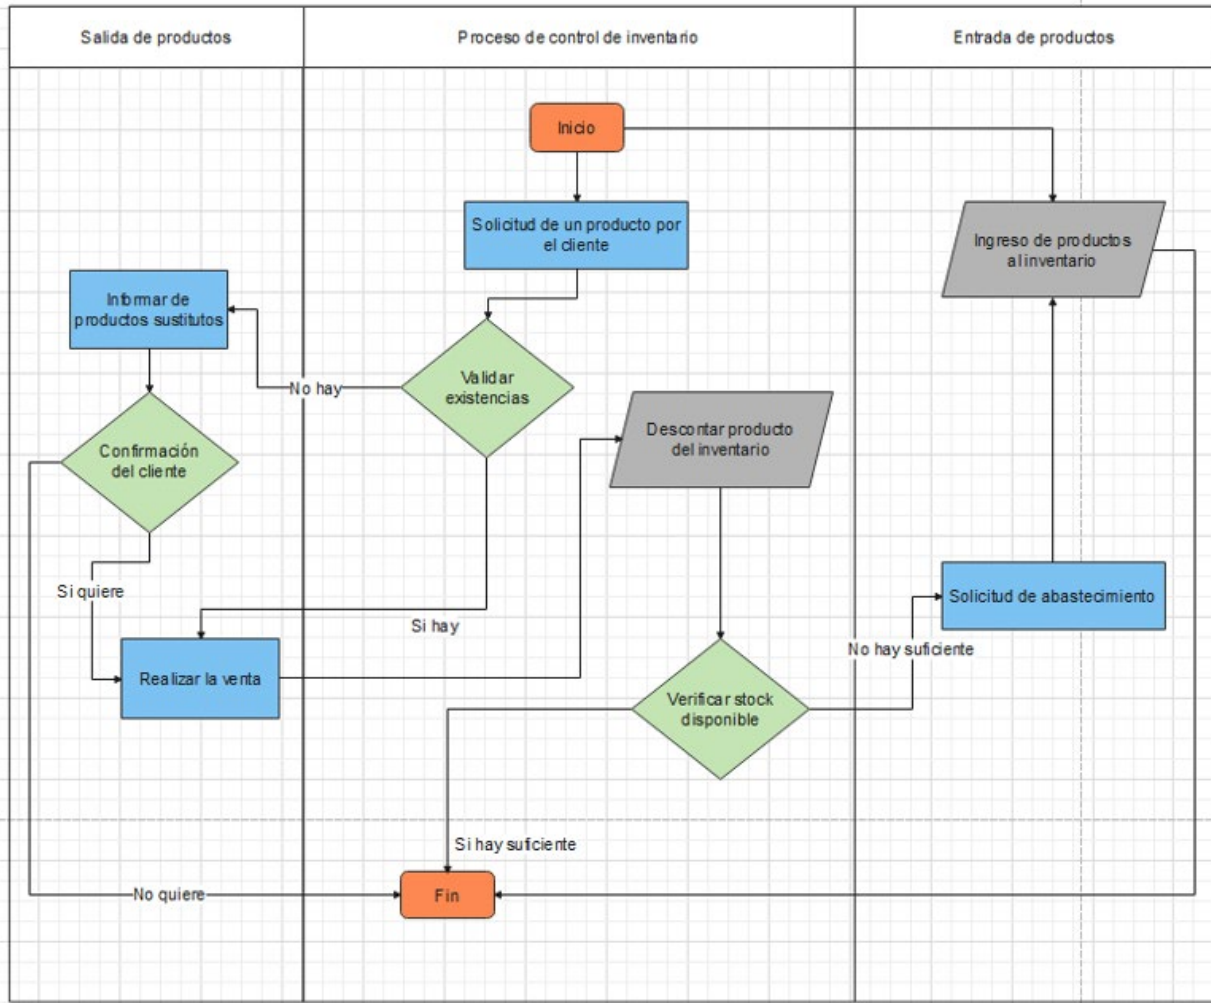 Salida de productos
Proceso de control de inventario
Entrada de productos
Inicio
Solicitud de un producto por
el cliente
Ingreso de productos
al inventario
Informar de
productos sustitutos
No hay
Validar
existencias
Descontar producto
del inventario
Confirmación
del cliente
Si quiere
Si hay
Solicitud de abastecimiento
No hay suficiente
Realizar la venta
Verificar stock
disponible
Si hay suficiente
No quiere
Fin